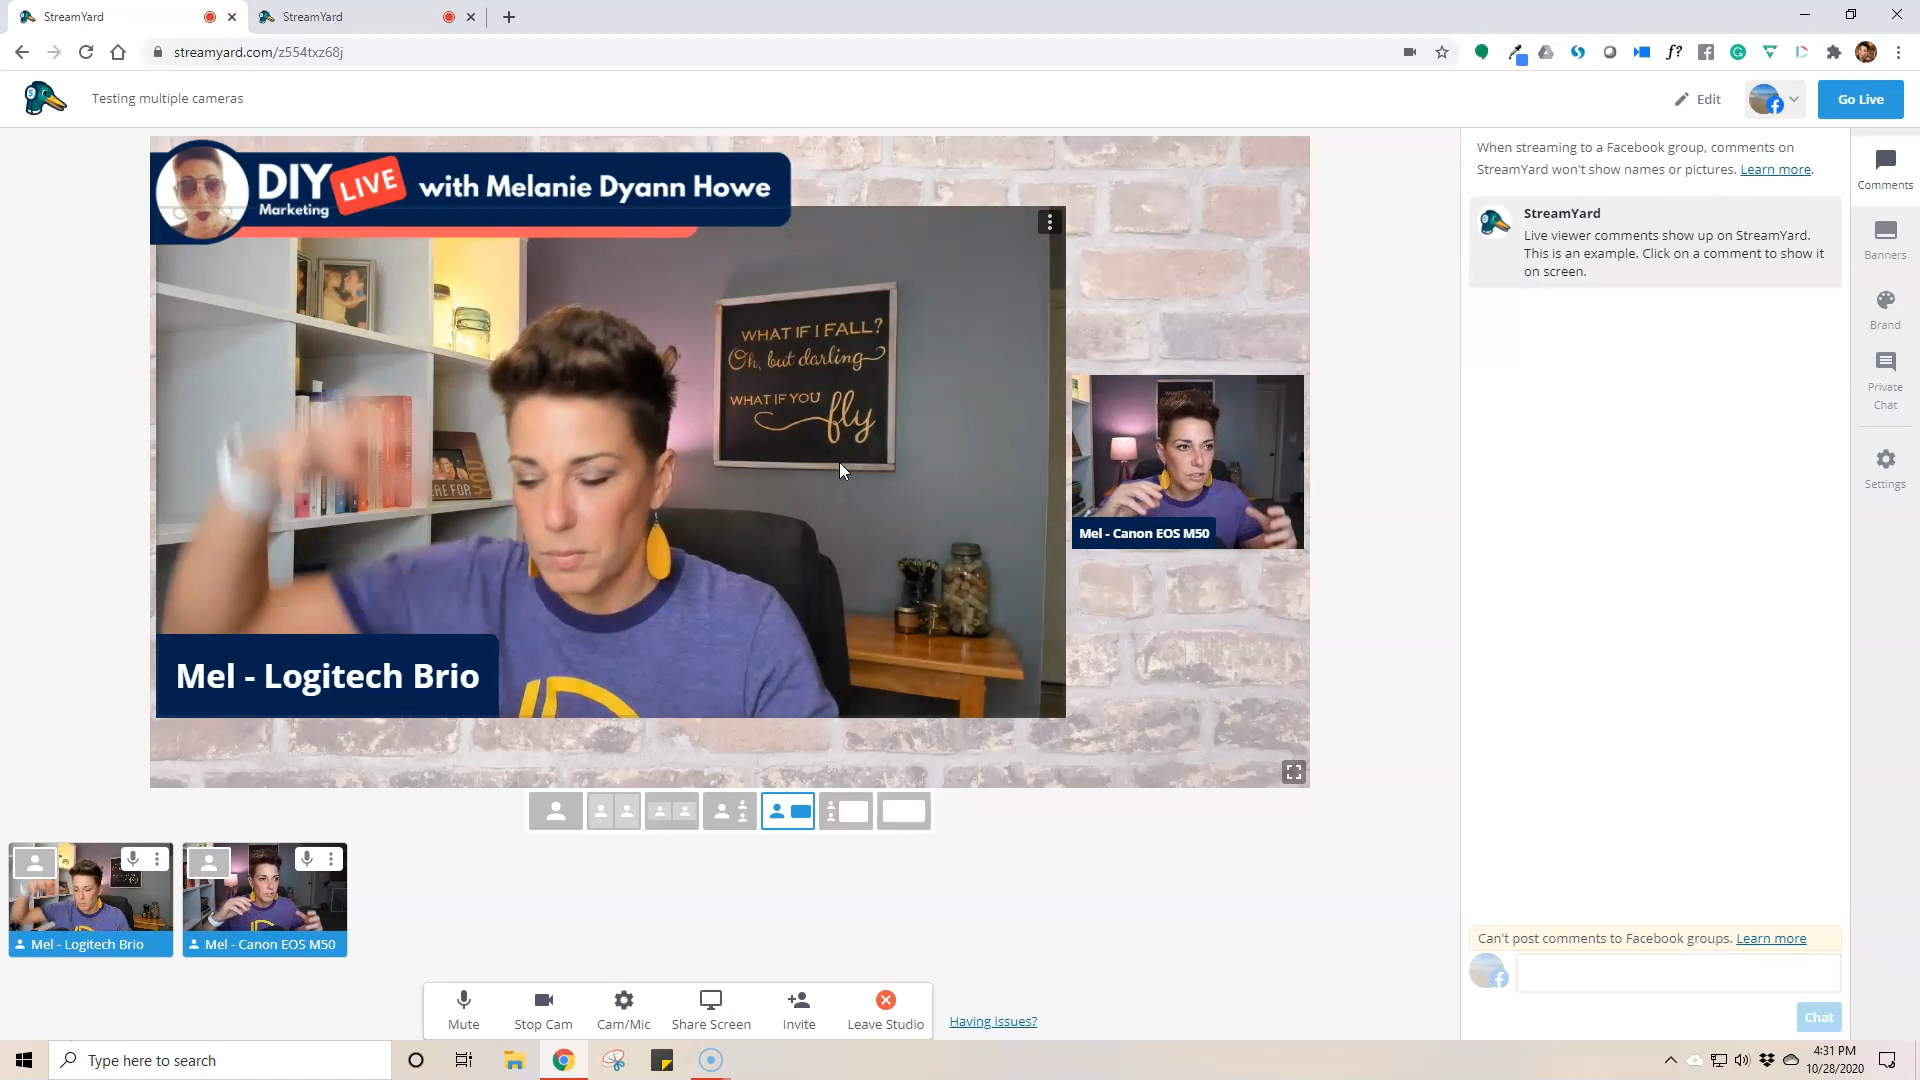 StreamYard
StreamYard
streamyard.com/z554txz68j
f?
Testing multiple cameras
Edit
Go Live
DIY
Marketing
LIVE
with Melanie Dyann Howe
WHAT IF I FALL?
Oh, but darling
WHAT IF YOU
fly
ERE FOR
Mel - Logitech Brio
Mel - Canon EOS M50
When streaming to a Facebook group, comments on
StreamYard won't show names or pictures. Learn more.
StreamYard
Live viewer comments show up on StreamYard.
This is an example. Click on a comment to show it
on screen.
Comments
Banners
Brand
Private
Chat
Settings
Mel - Logitech Brio
Mel - Canon EOS M50
Can't post comments to Facebook groups. Learn more
Chat
Mute
Stop Cam
Cam/Mic
Share Screen
Invite
Leave Studio
Having issues?
Type here to search
4:31 PM
10/28/2020